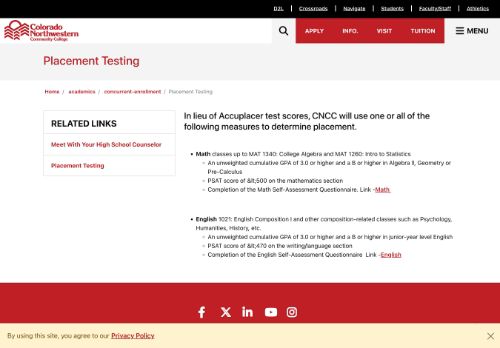 D2L | Crossroads | Navigate | Students | Faculty/Staff | Athletics
Colorado
Northwestern
Community College
APPLY INFO. VISIT TUITION MENU
Placement Testing
Home / academics / concurrent-enrollment / Placement Testing
RELATED LINKS
Meet With Your High School Counselor
Placement Testing
In lieu of Accuplacer test scores, CNCC will use one or all of the
following measures to determine placement.
Math classes up to MAT 1340: College Algebra and MAT 1260: Intro to Statistics
An unweighted cumulative GPA of 3.0 or higher and a B or higher in Algebra II, Geometry or
Pre-Calculus
PSAT score of &lt;500 on the mathematics section
Completion of the Math Self-Assessment Questionnaire. Link -Math
English 1021: English Composition I and other composition-related classes such as Psychology,
Humanities, History, etc.
An unweighted cumulative GPA of 3.0 or higher and a B or higher in junior-year level English
PSAT score of &lt;470 on the writing/language section
Completion of the English Self-Assessment Questionnaire Link -English
By using this site, you agree to our Privacy Policy